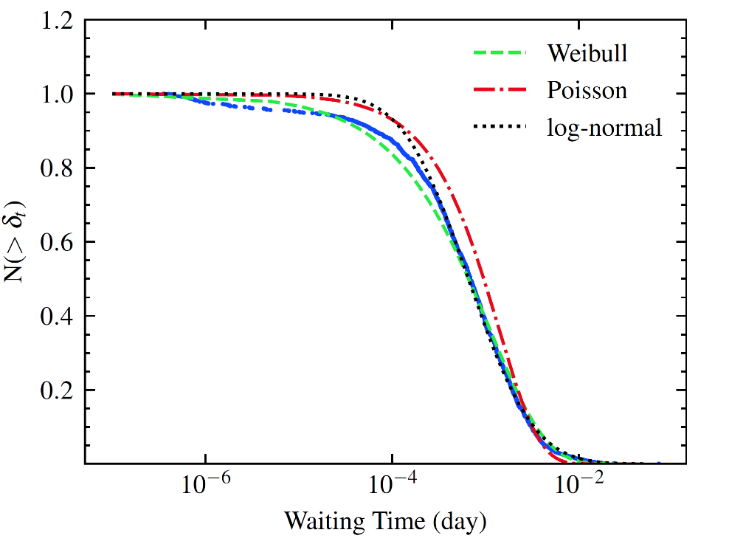 1.2
1.0
0.8
0.6
0.4
0.2
N(> δt)
Weibull
Poisson
log-normal
10−6 10−4 10−2
Waiting Time (day)